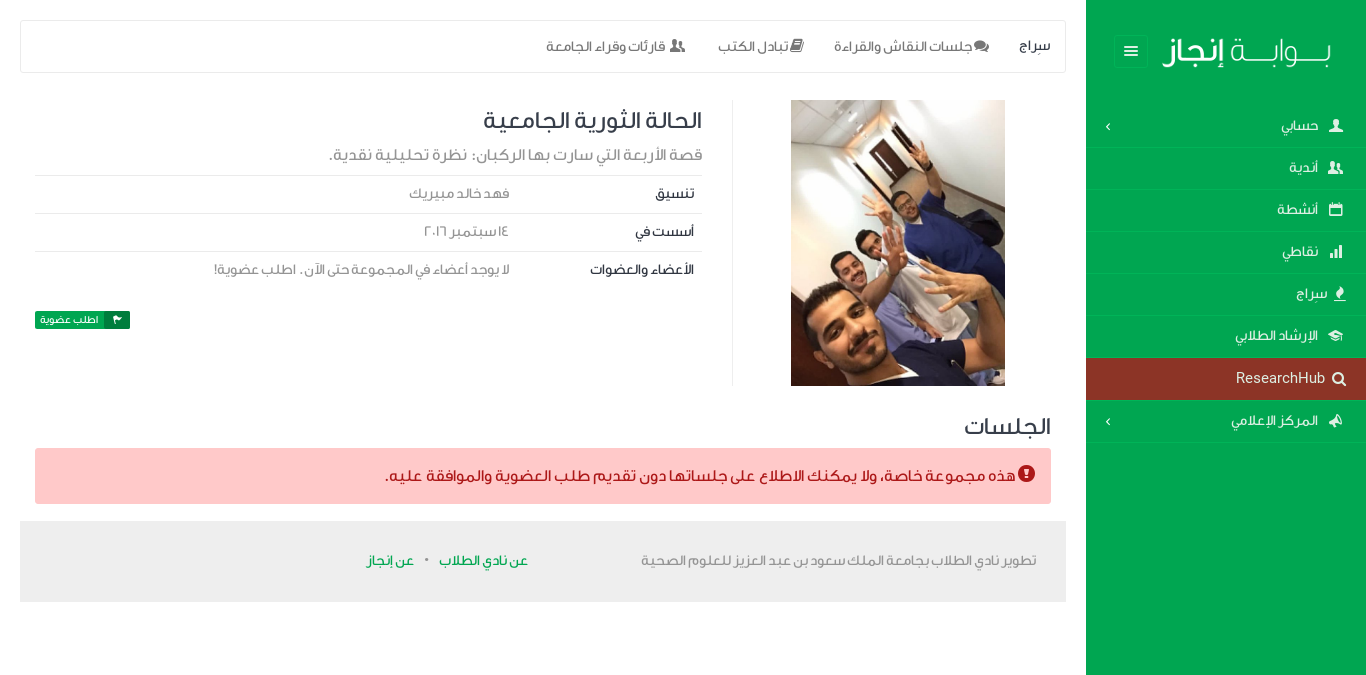 بوابة إنجاز
حسابي
أندية
أنشطة
نقاطي
سِراج
الإرشاد الطلابي
ResearchHub
المركز الإعلامي
سِراج جلسات النقاش والقراءة تبادل الكتب قارئات وقراء الجامعة
الحالة الثورية الجامعية
قصة الأربعة التي سارت بها الركبان: نظرة تحليلية نقدية.
تنسيق فهد خالد مبيريك
أسست في ١٤ سبتمبر ٢٠١٦
الأعضاء والعضوات لا يوجد أعضاء في المجموعة حتى الآن. اطلب عضوية!
اطلب عضوية
الجلسات
هذه مجموعة خاصة، ولا يمكنك الاطلاع على جلساتها دون تقديم طلب العضوية والموافقة عليه.
تطوير نادي الطلاب بجامعة الملك سعود بن عبد العزيز للعلوم الصحية عن نادي الطلاب • عن إنجاز